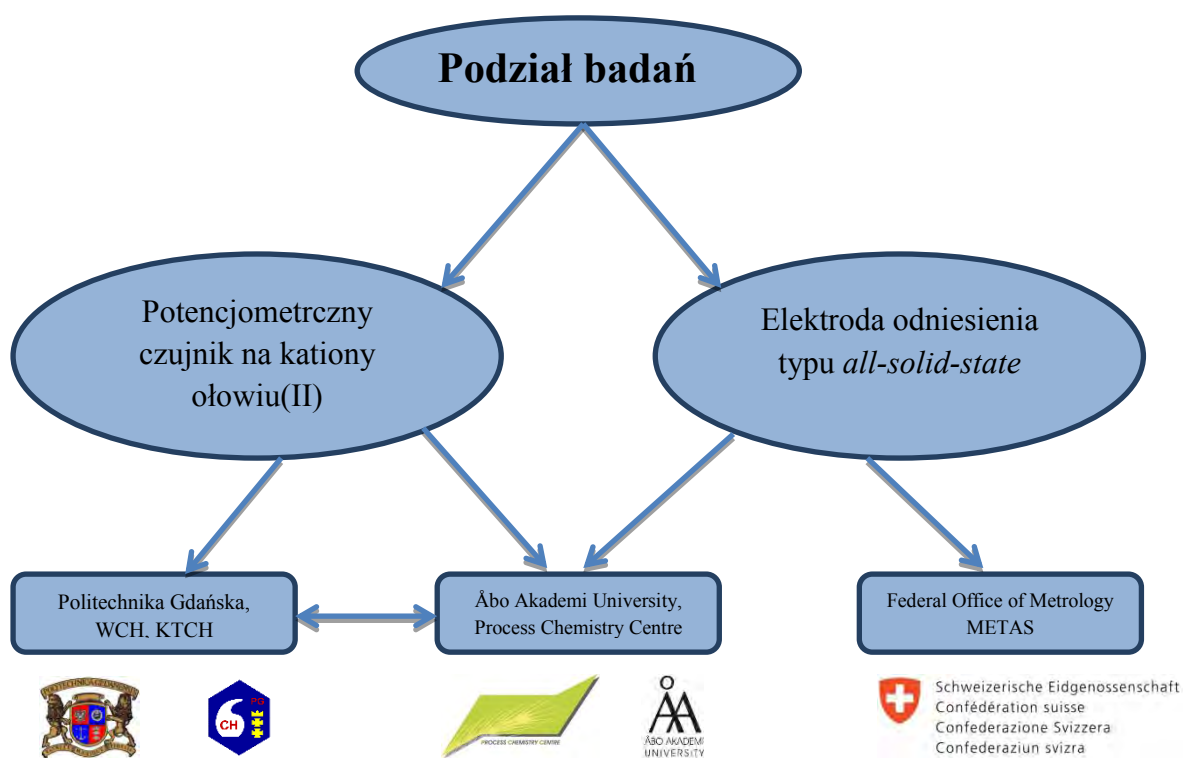 Podział badań
Potencjometrczny
czujnik na kationy
ołowiu(II)
Elektroda odniesienia
typu all-solid-state
Politechnika Gdańska,
WCH, KTCH
Åbo Akademi University,
Process Chemistry Centre
Federal Office of Metrology
METAS
PG
CH
PROCESS CHEMISTRY CENTRE
ÅBO AKADEMI
UNIVERSITY
Schweizerische Eidgenossenschaft
Confédération suisse
Confederazione Svizzera
Confederaziun svizra